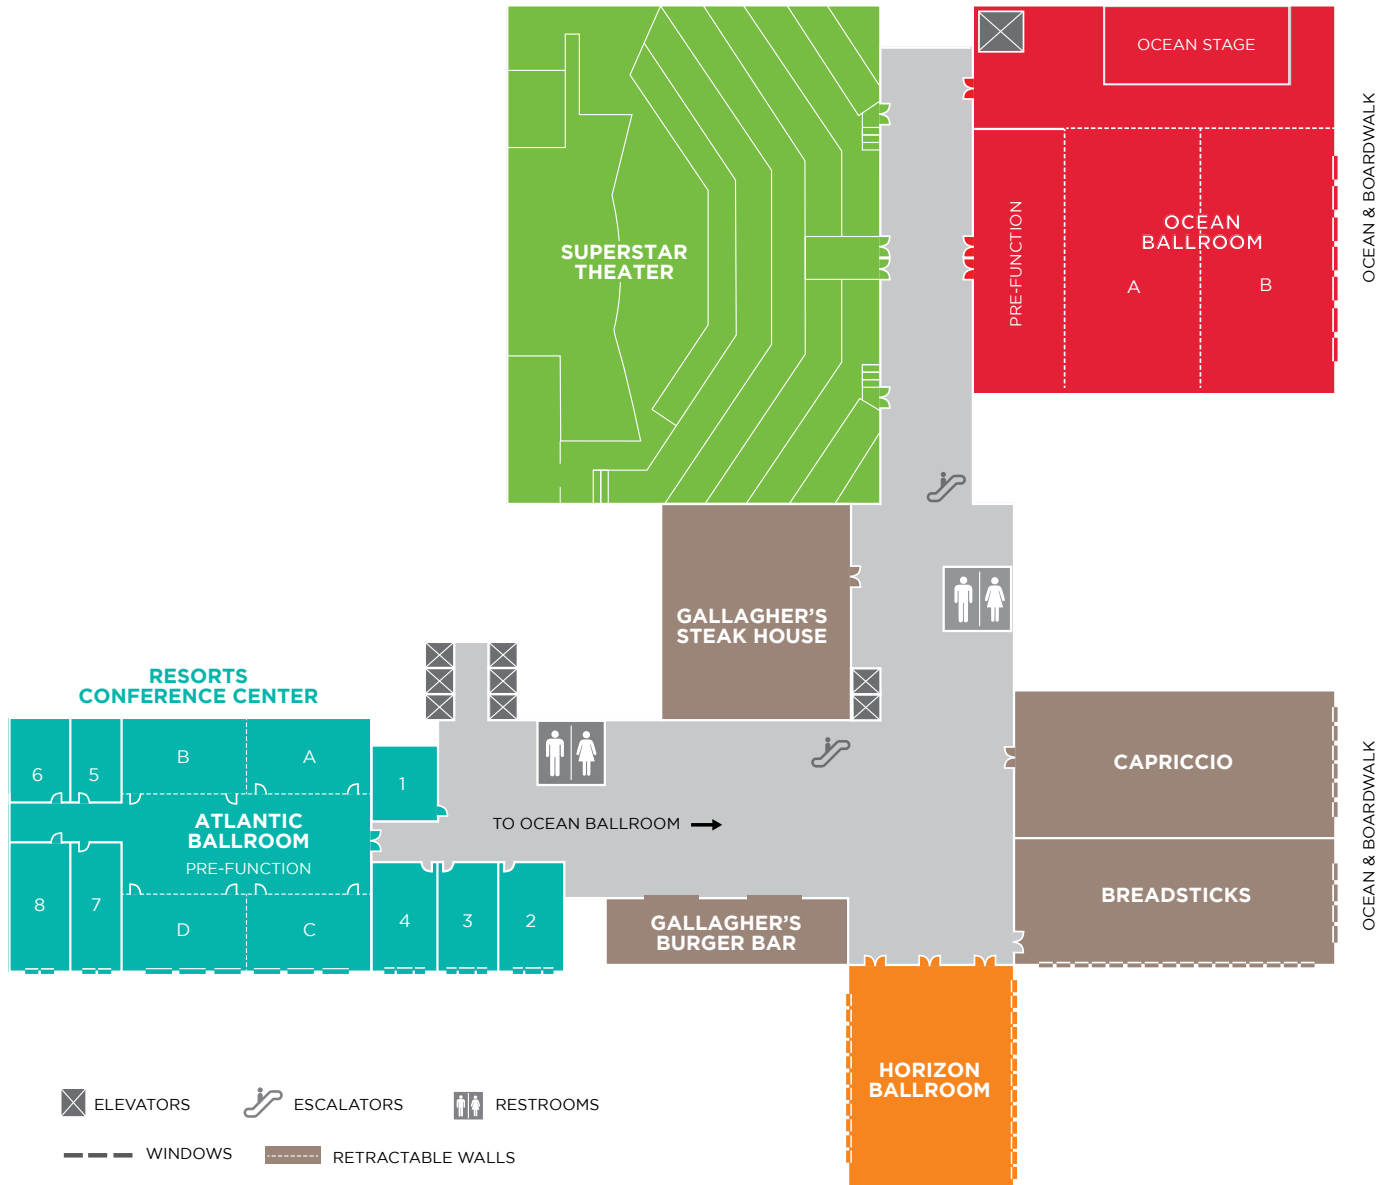 OCEAN STAGE
OCEAN & BOARDWALK
SUPERSTAR
THEATER
PRE-FUNCTION
OCEAN
BALLROOM
A
B
GALLAGHER'S
STEAK HOUSE
RESORTS
CONFERENCE CENTER
6
5
B
A
1
ATLANTIC
BALLROOM
PRE-FUNCTION
8
7
D
C
4
3
2
TO OCEAN BALLROOM
GALLAGHER'S
BURGER BAR
CAPRICCIO
BREADSTICKS
OCEAN & BOARDWALK
HORIZON
BALLROOM
ELEVATORS
ESCALATORS
RESTROOMS
WINDOWS
RETRACTABLE WALLS